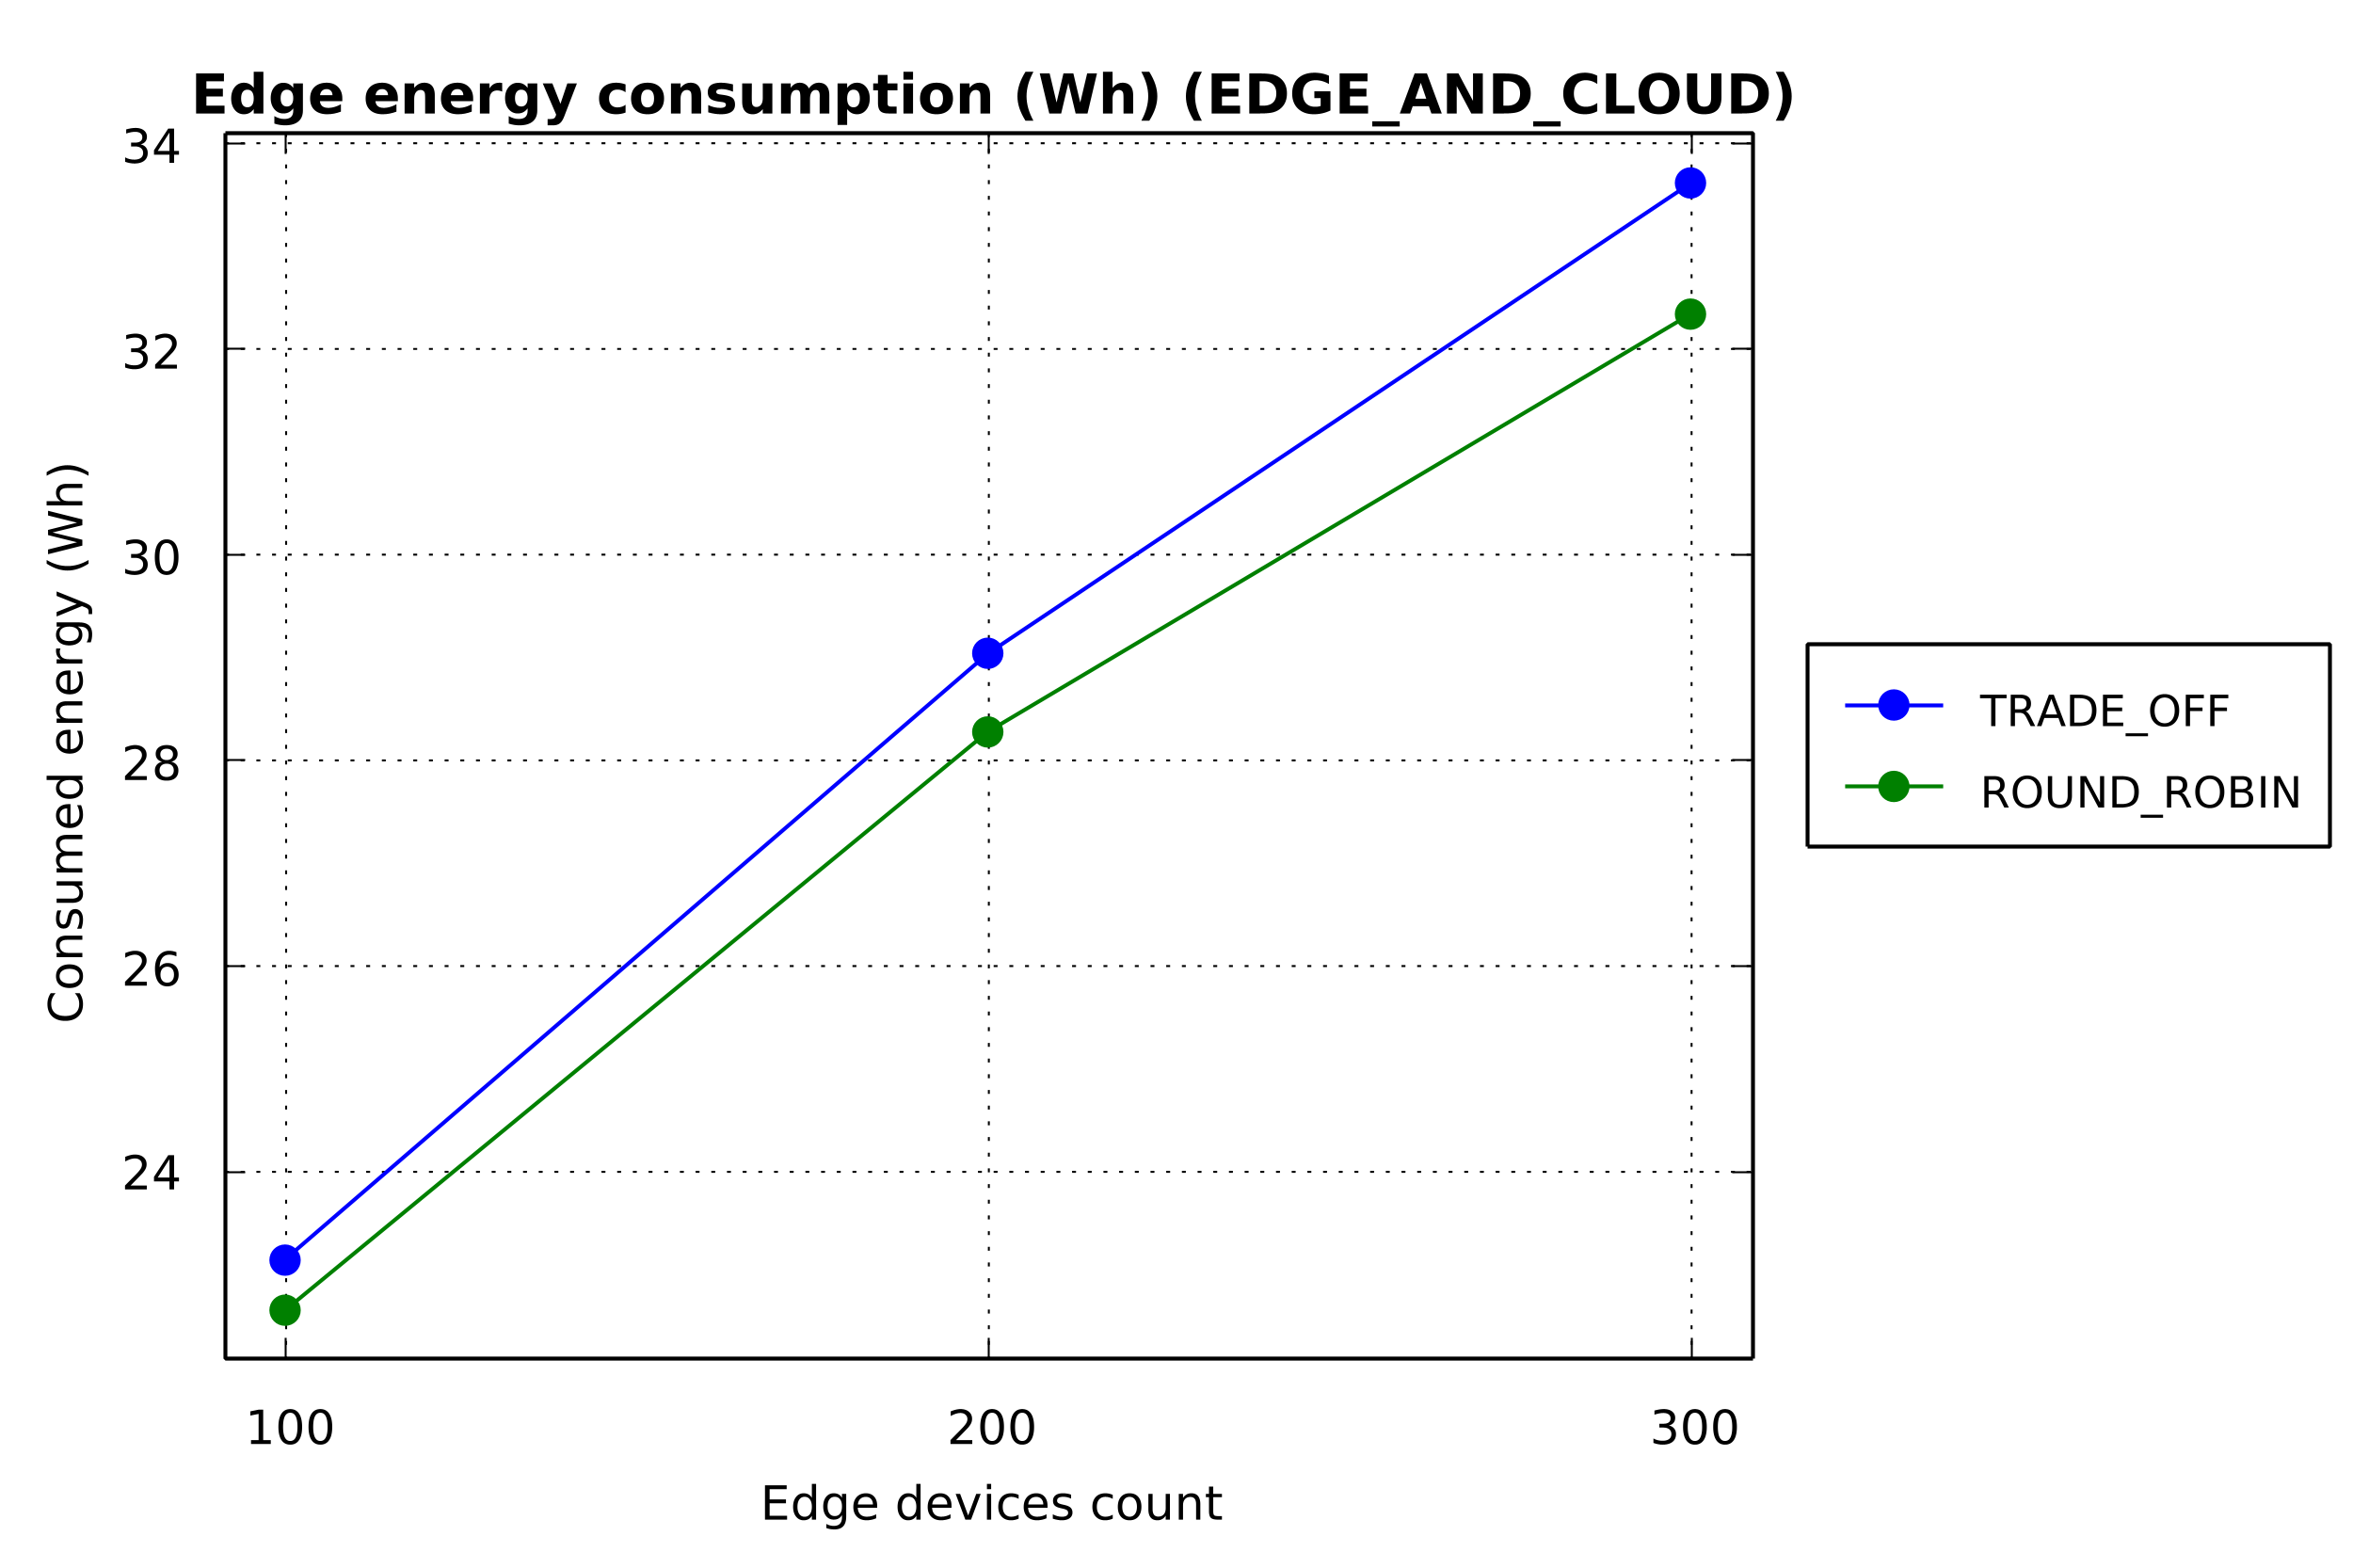 Edge energy consumption (Wh) (EDGE_AND_CLOUD)
34
32
30
28
26
24
Consumed energy (Wh)
TRADE_OFF
ROUND_ROBIN
100 200 300
Edge devices count